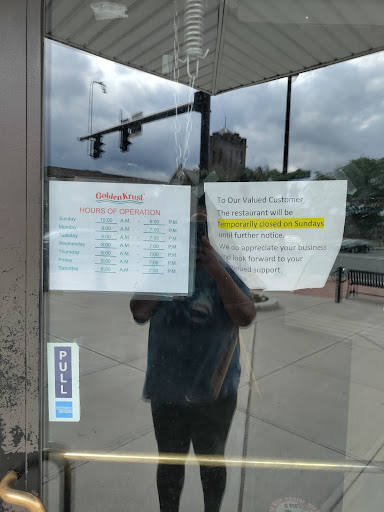 Golden Krust
HOURS OF OPERATION
Sunday 10:00 A.M. - 6:00 P.M.
Monday 8:00 A.M. - 7:00 P.M.
Tuesday 8:00 A.M. - 7:00 P.M.
Wednesday 8:00 A.M. - 7:00 P.M.
Thursday 8:00 A.M. - 7:00 P.M.
Friday 8:00 A.M. - 7:00 P.M.
Saturday 8:00 A.M. - 7:00 P.M.
To Our Valued Customer,
The restaurant will be
Temporarily closed on Sundays
until further notice.
We do appreciate your business
and look forward to your
continued support.
PULL